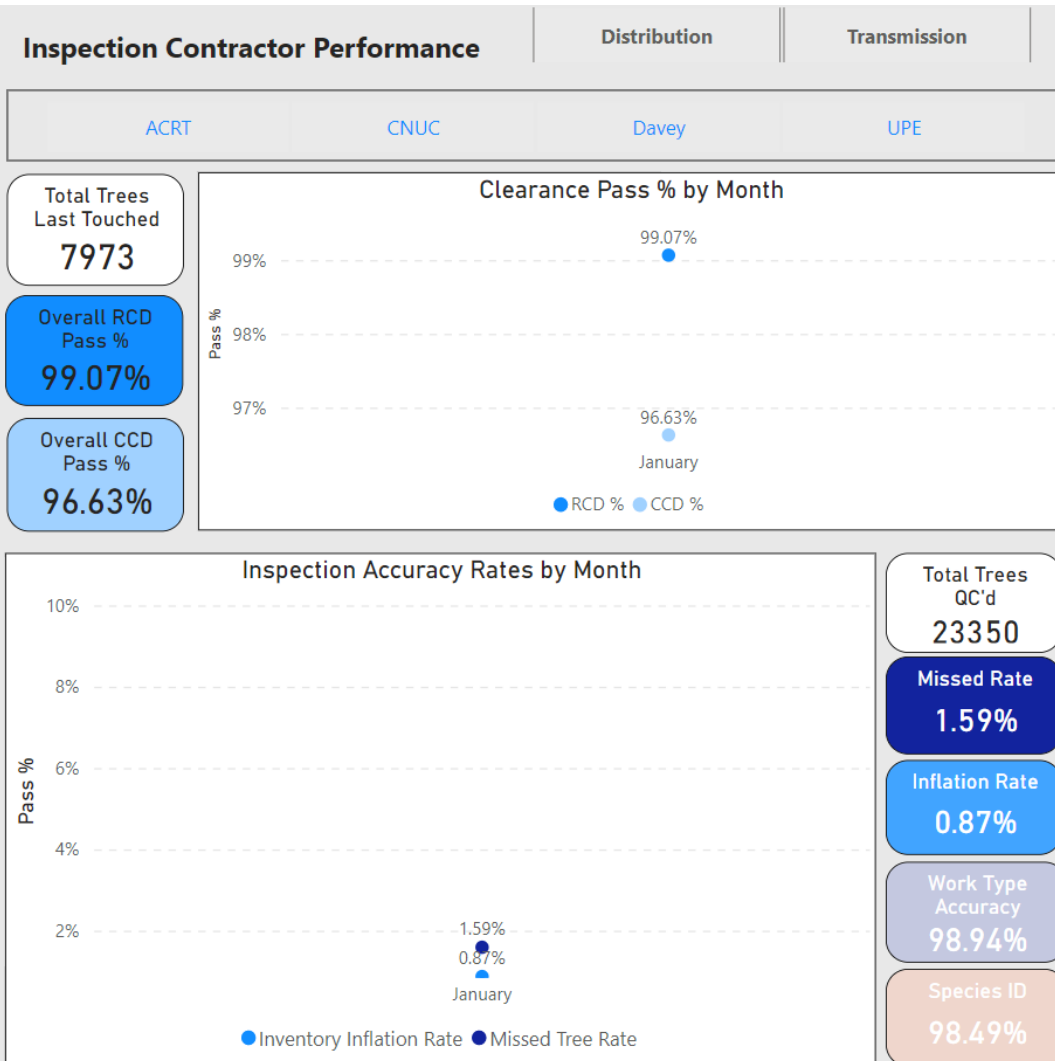 Inspection Contractor Performance
Distribution
Transmission
ACRT
CNUC
Davey
UPE
Total Trees
Last Touched
7973
Overall RCD
Pass %
99.07%
Overall CCD
Pass %
96.63%
Clearance Pass % by Month
Pass %
99%
98%
97%
99.07%
96.63%
January
RCD %
CCD %
Inspection Accuracy Rates by Month
Pass %
10%
8%
6%
4%
2%
1.59%
0.87%
January
Inventory Inflation Rate
Missed Tree Rate
Total Trees
QC'd
23350
Missed Rate
1.59%
Inflation Rate
0.87%
Work Type
Accuracy
98.94%
Species ID
98.49%